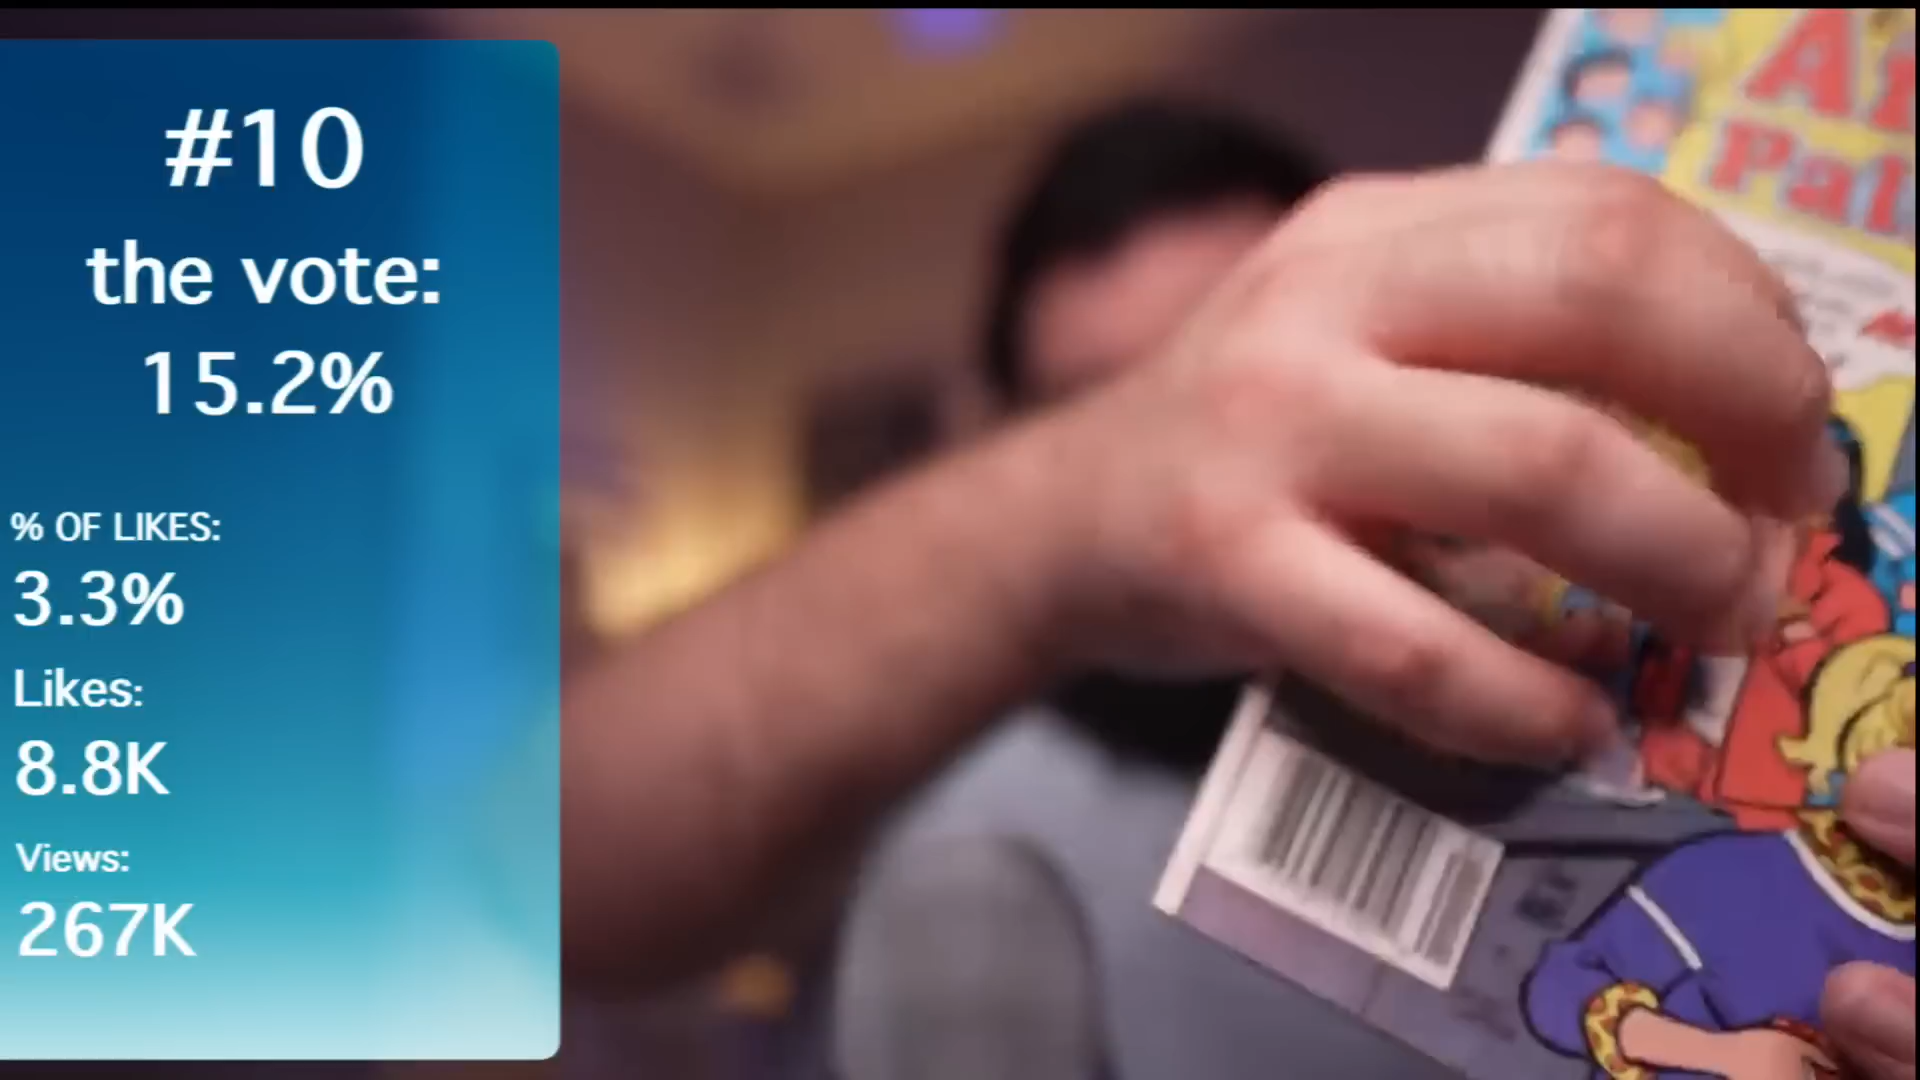 #10
the vote:
15.2%
% OF LIKES:
3.3%
Likes:
8.8K
Views:
267K